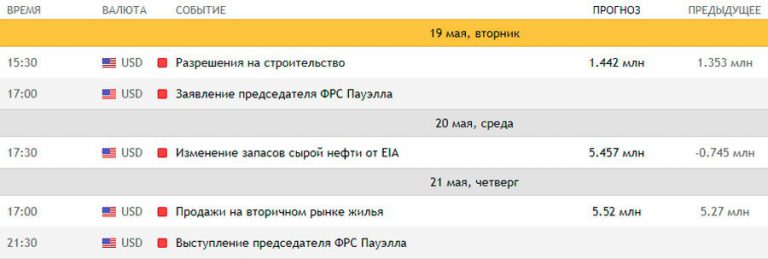 ВРЕМЯ ВАЛЮТА СОБЫТИЕ ПРОГНОЗ ПРЕДЫДУЩЕЕ
19 мая, вторник
15:30 USD Разрешения на строительство 1.442 млн 1.353 млн
17:00 USD Заявление председателя ФРС Пауэлла
20 мая, среда
17:30 USD Изменение запасов сырой нефти от EIA 5.457 млн -0.745 млн
21 мая, четверг
17:00 USD Продажи на вторичном рынке жилья 5.52 млн 5.27 млн
21:30 USD Выступление председателя ФРС Пауэлла